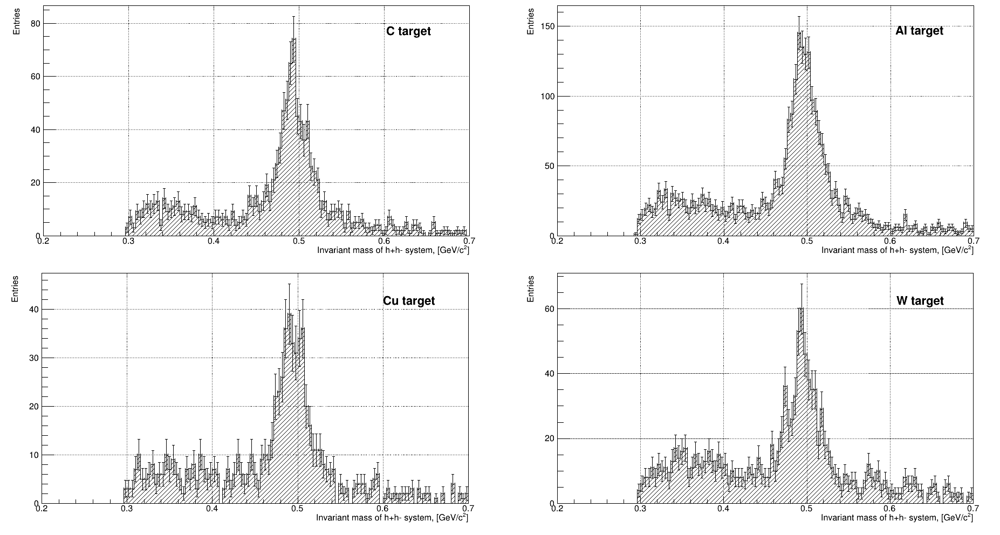 Entries
C target
80
60
40
20
0
0.2 0.3 0.4 0.5 0.6 0.7
Invariant mass of h+h- system, [GeV/c²]
Entries
Al target
150
100
50
0
0.2 0.3 0.4 0.5 0.6 0.7
Invariant mass of h+h- system, [GeV/c²]
Entries
Cu target
40
30
20
10
0
0.2 0.3 0.4 0.5 0.6 0.7
Invariant mass of h+h- system, [GeV/c²]
Entries
W target
60
40
20
0
0.2 0.3 0.4 0.5 0.6 0.7
Invariant mass of h+h- system, [GeV/c²]